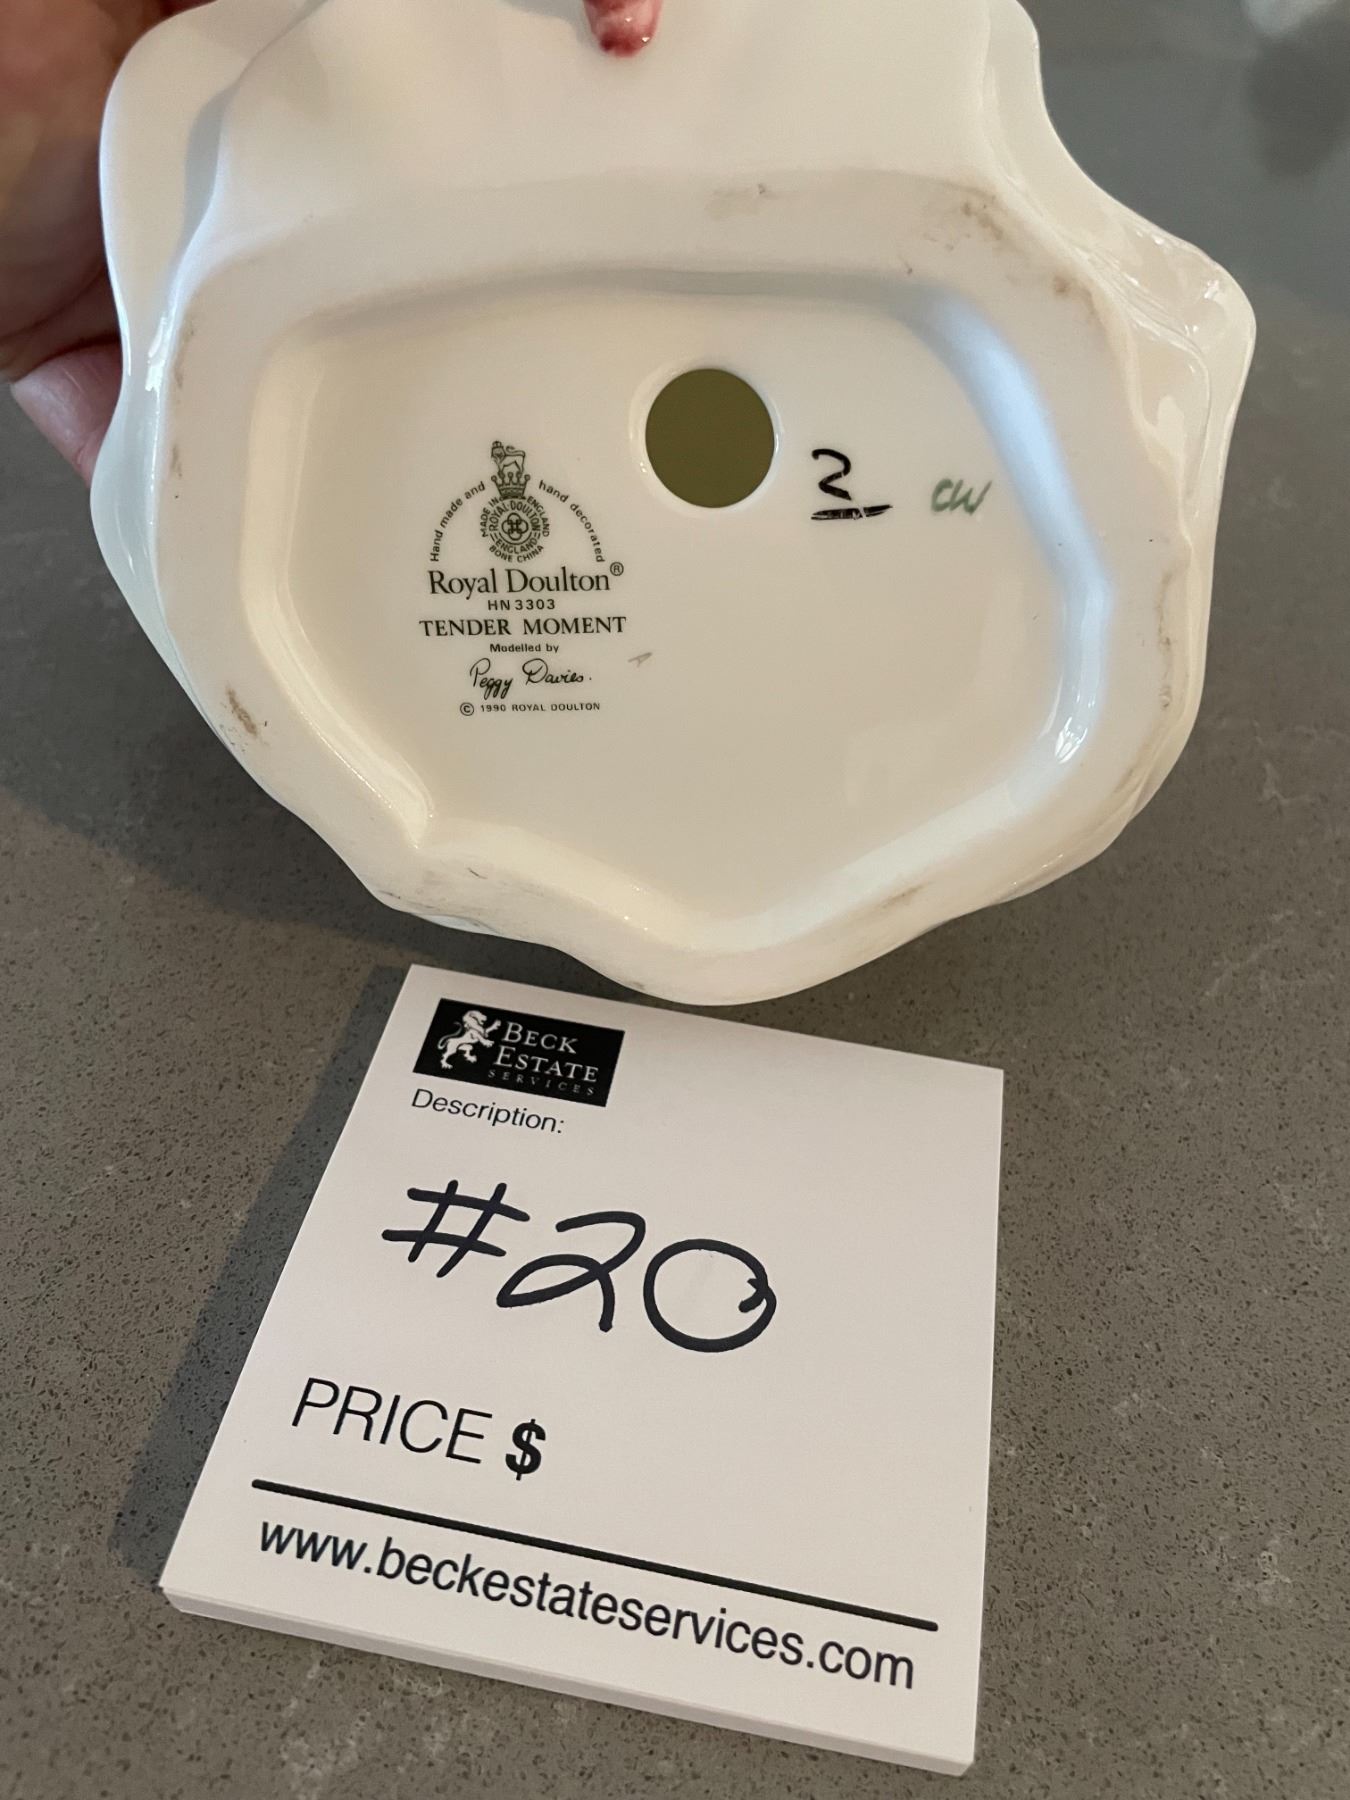 Hand made and hand decorated
MADE IN ENGLAND
ROYAL DOULTON
ENGLAND
BONE CHINA
Royal Doulton®
HN 3303
TENDER MOMENT
Modelled by
Peggy Davies.
© 1990 ROYAL DOULTON
A
2 CW
BECK
ESTATE
SERVICES
Description:
#20
PRICE $
www.beckestateservices.com